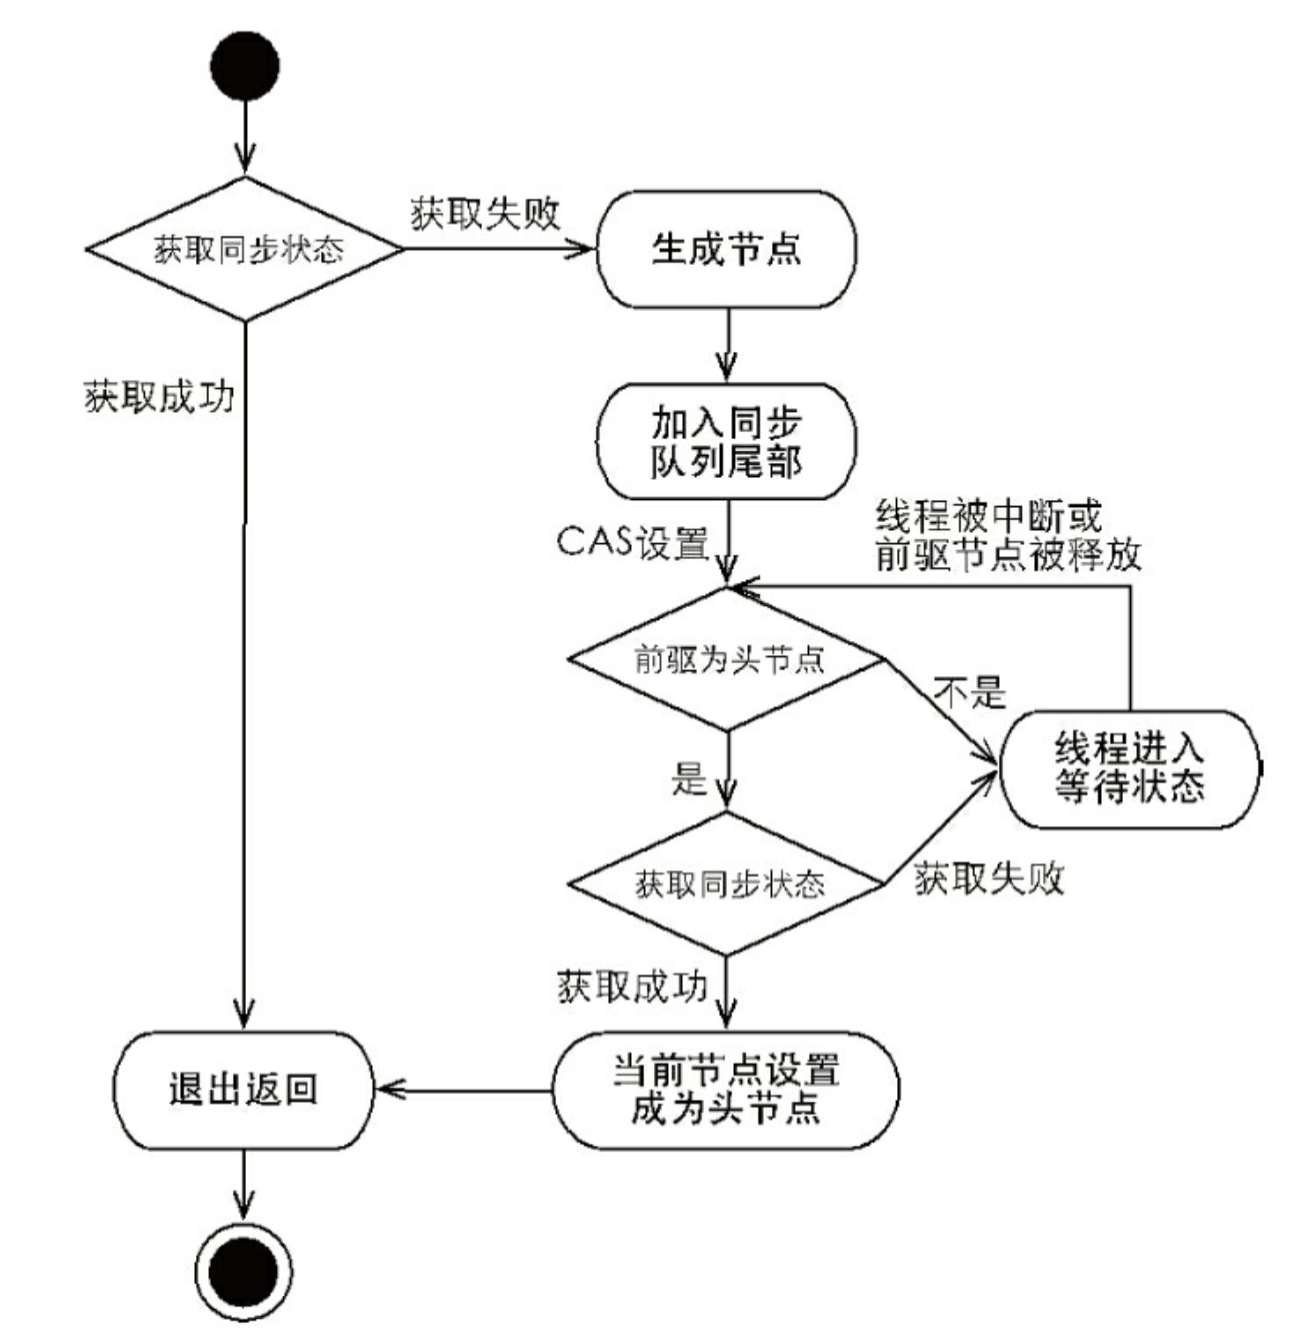 获取失败
获取同步状态
生成节点
获取成功
加入同步
队列尾部
CAS设置
线程被中断或
前驱节点被释放
前驱为头节点
不是
线程进入
等待状态
是
获取同步状态
获取失败
获取成功
当前节点设置
成为头节点
退出返回